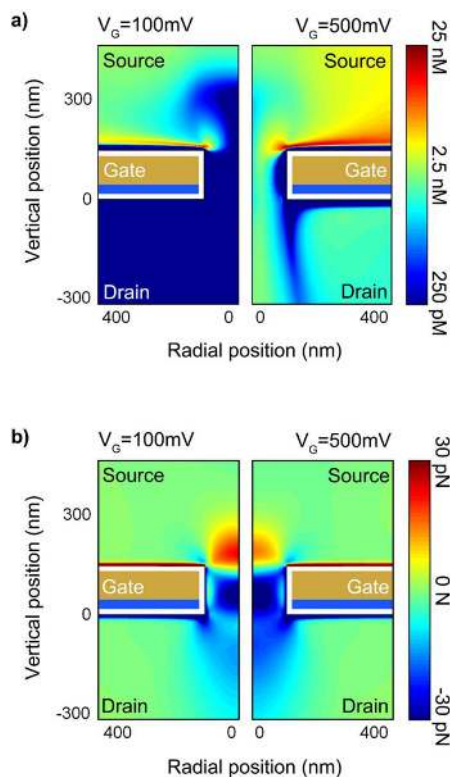 a)
V_G=100mV
V_G=500mV
Source
Gate
Drain
Drain
Gate
Vertical position (nm)
300
0
-300
400
0
0
400
Radial position (nm)
25 nM
2.5 nM
250 pM
b)
V_G=100mV
V_G=500mV
Source
Source
Gate
Gate
Drain
Drain
Vertical position (nm)
300
0
-300
400
0
0
400
Radial position (nm)
30 pN
0 N
-30 pN